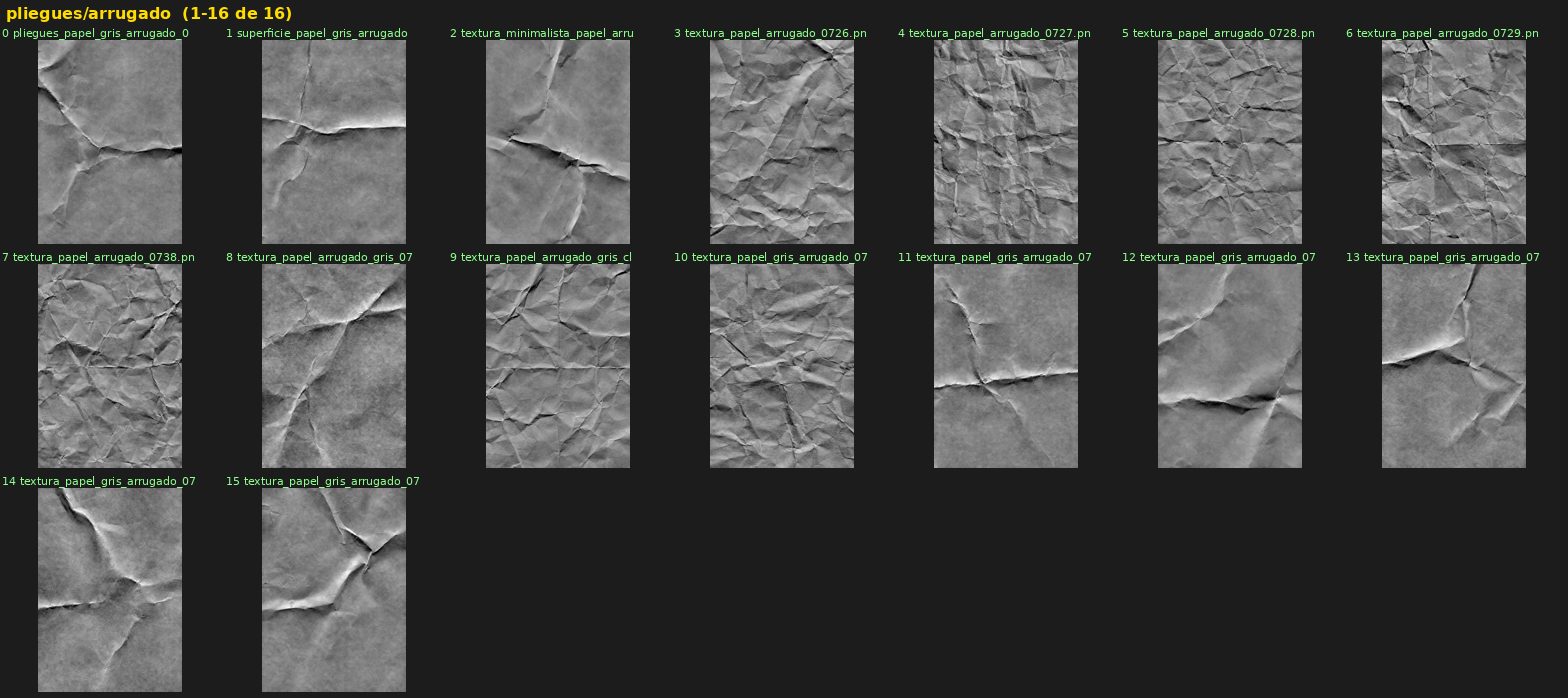 pliegues/arrugado (1-16 de 16)
0 pliegues_papel_gris_arrugado_0
1 superficie_papel_gris_arrugado
2 textura_minimalista_papel_arru
3 textura_papel_arrugado_0726.pn
4 textura_papel_arrugado_0727.pn
5 textura_papel_arrugado_0728.pn
6 textura_papel_arrugado_0729.pn
7 textura_papel_arrugado_0738.pn
8 textura_papel_arrugado_gris_07
9 textura_papel_arrugado_gris_cl
10 textura_papel_gris_arrugado_07
11 textura_papel_gris_arrugado_07
12 textura_papel_gris_arrugado_07
13 textura_papel_gris_arrugado_07
14 textura_papel_gris_arrugado_07
15 textura_papel_gris_arrugado_07